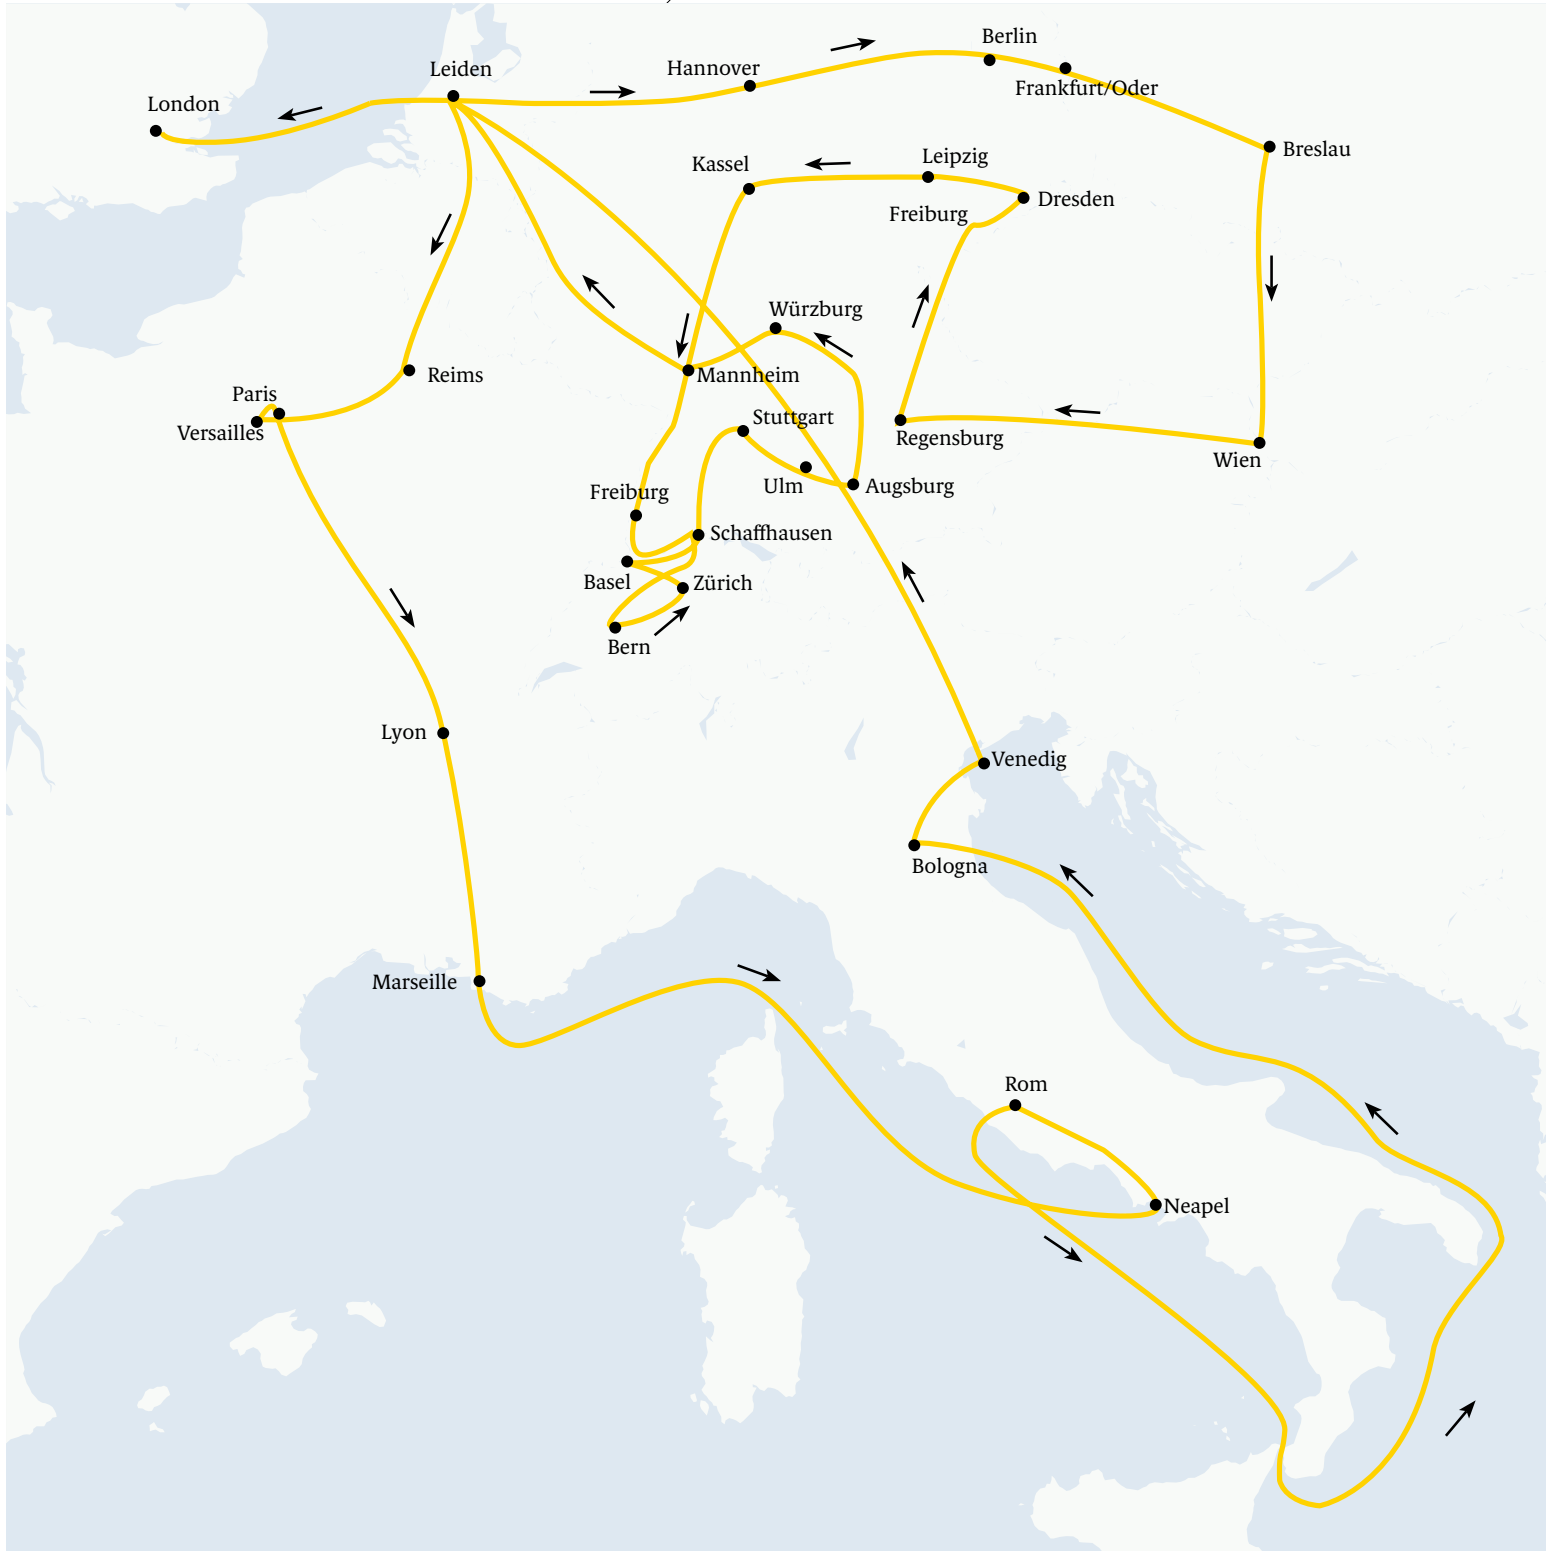 Berlin
Leiden
Hannover
Frankfurt/Oder
London
Breslau
Kassel
Leipzig
Dresden
Freiburg
Würzburg
Reims
Mannheim
Paris
Versailles
Stuttgart
Regensburg
Wien
Ulm
Augsburg
Freiburg
Schaffhausen
Basel
Zürich
Bern
Lyon
Venedig
Bologna
Marseille
Rom
Neapel